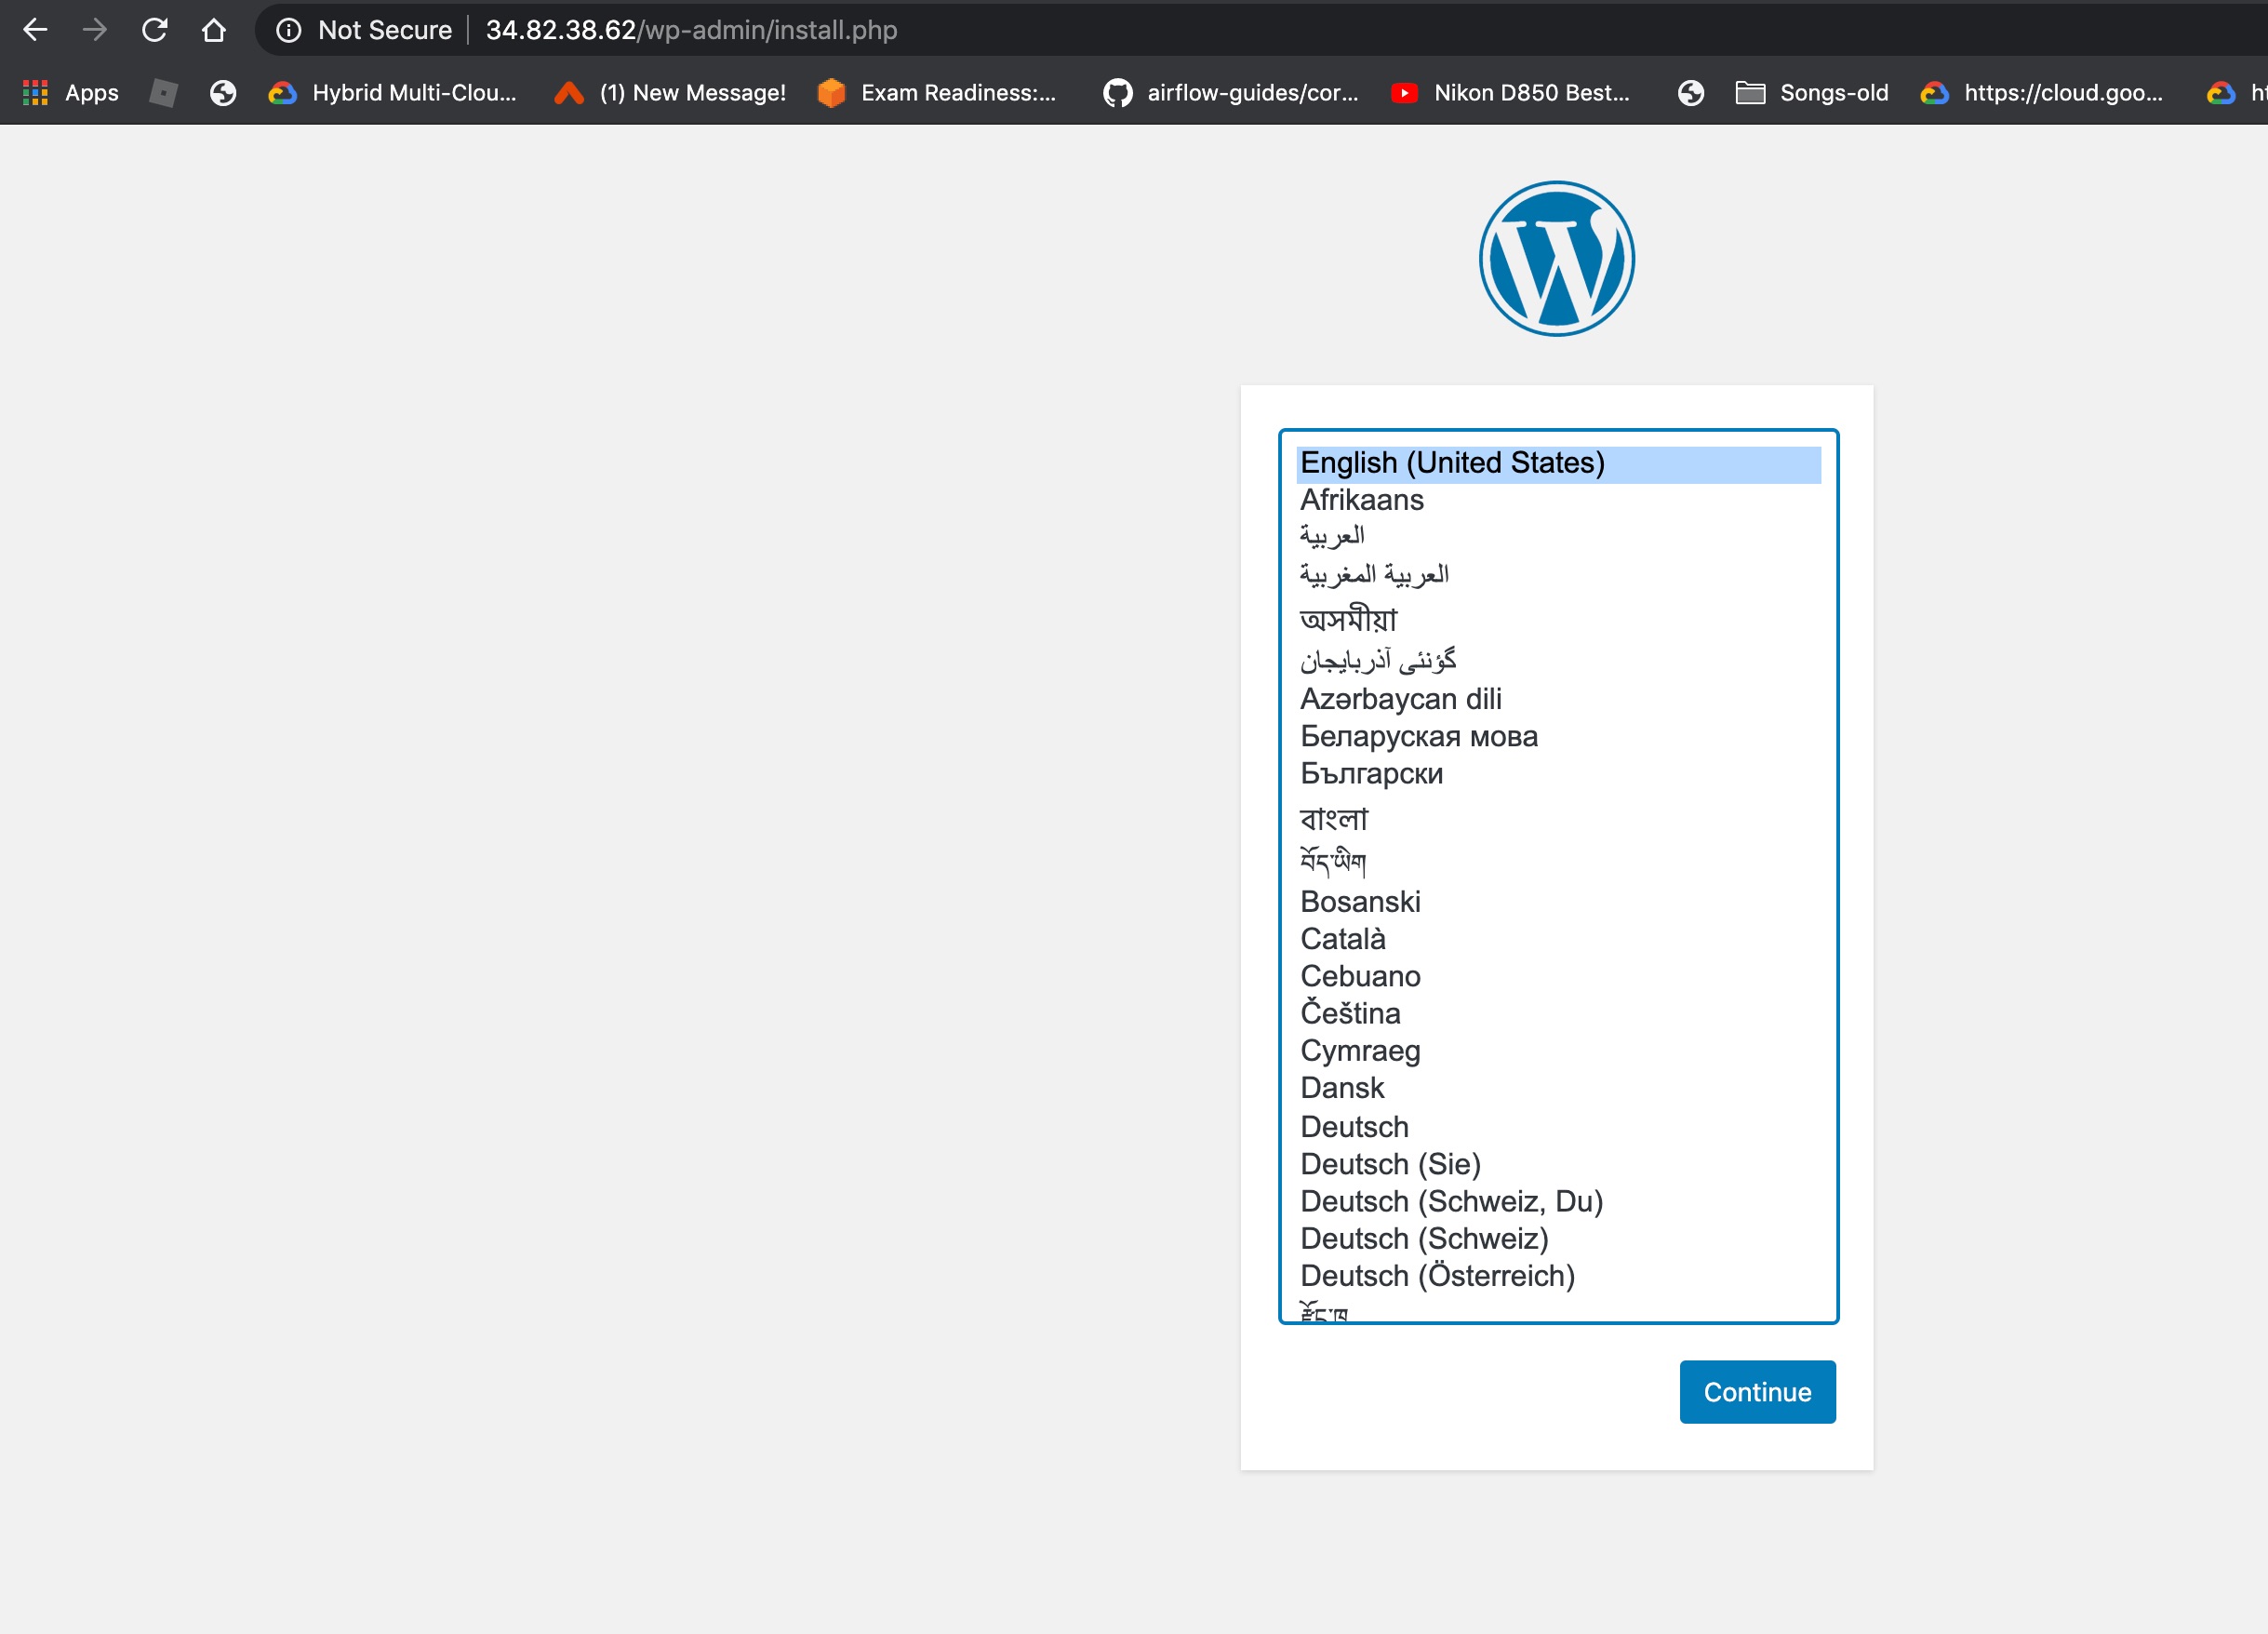 Not Secure 34.82.38.62/wp-admin/install.php
Apps Hybrid Multi-Clou... (1) New Message! Exam Readiness:... airflow-guides/cor... Nikon D850 Best... Songs-old https://cloud.goo...
English (United States)
Afrikaans
العربية
العربية المغربية
অসমীয়া
گؤنئی آذربایجان
Azərbaycan dili
Беларуская мова
Български
বাংলা
བོད་ཡིག
Bosanski
Català
Cebuano
Čeština
Cymraeg
Dansk
Deutsch
Deutsch (Sie)
Deutsch (Schweiz, Du)
Deutsch (Schweiz)
Deutsch (Österreich)
Continue